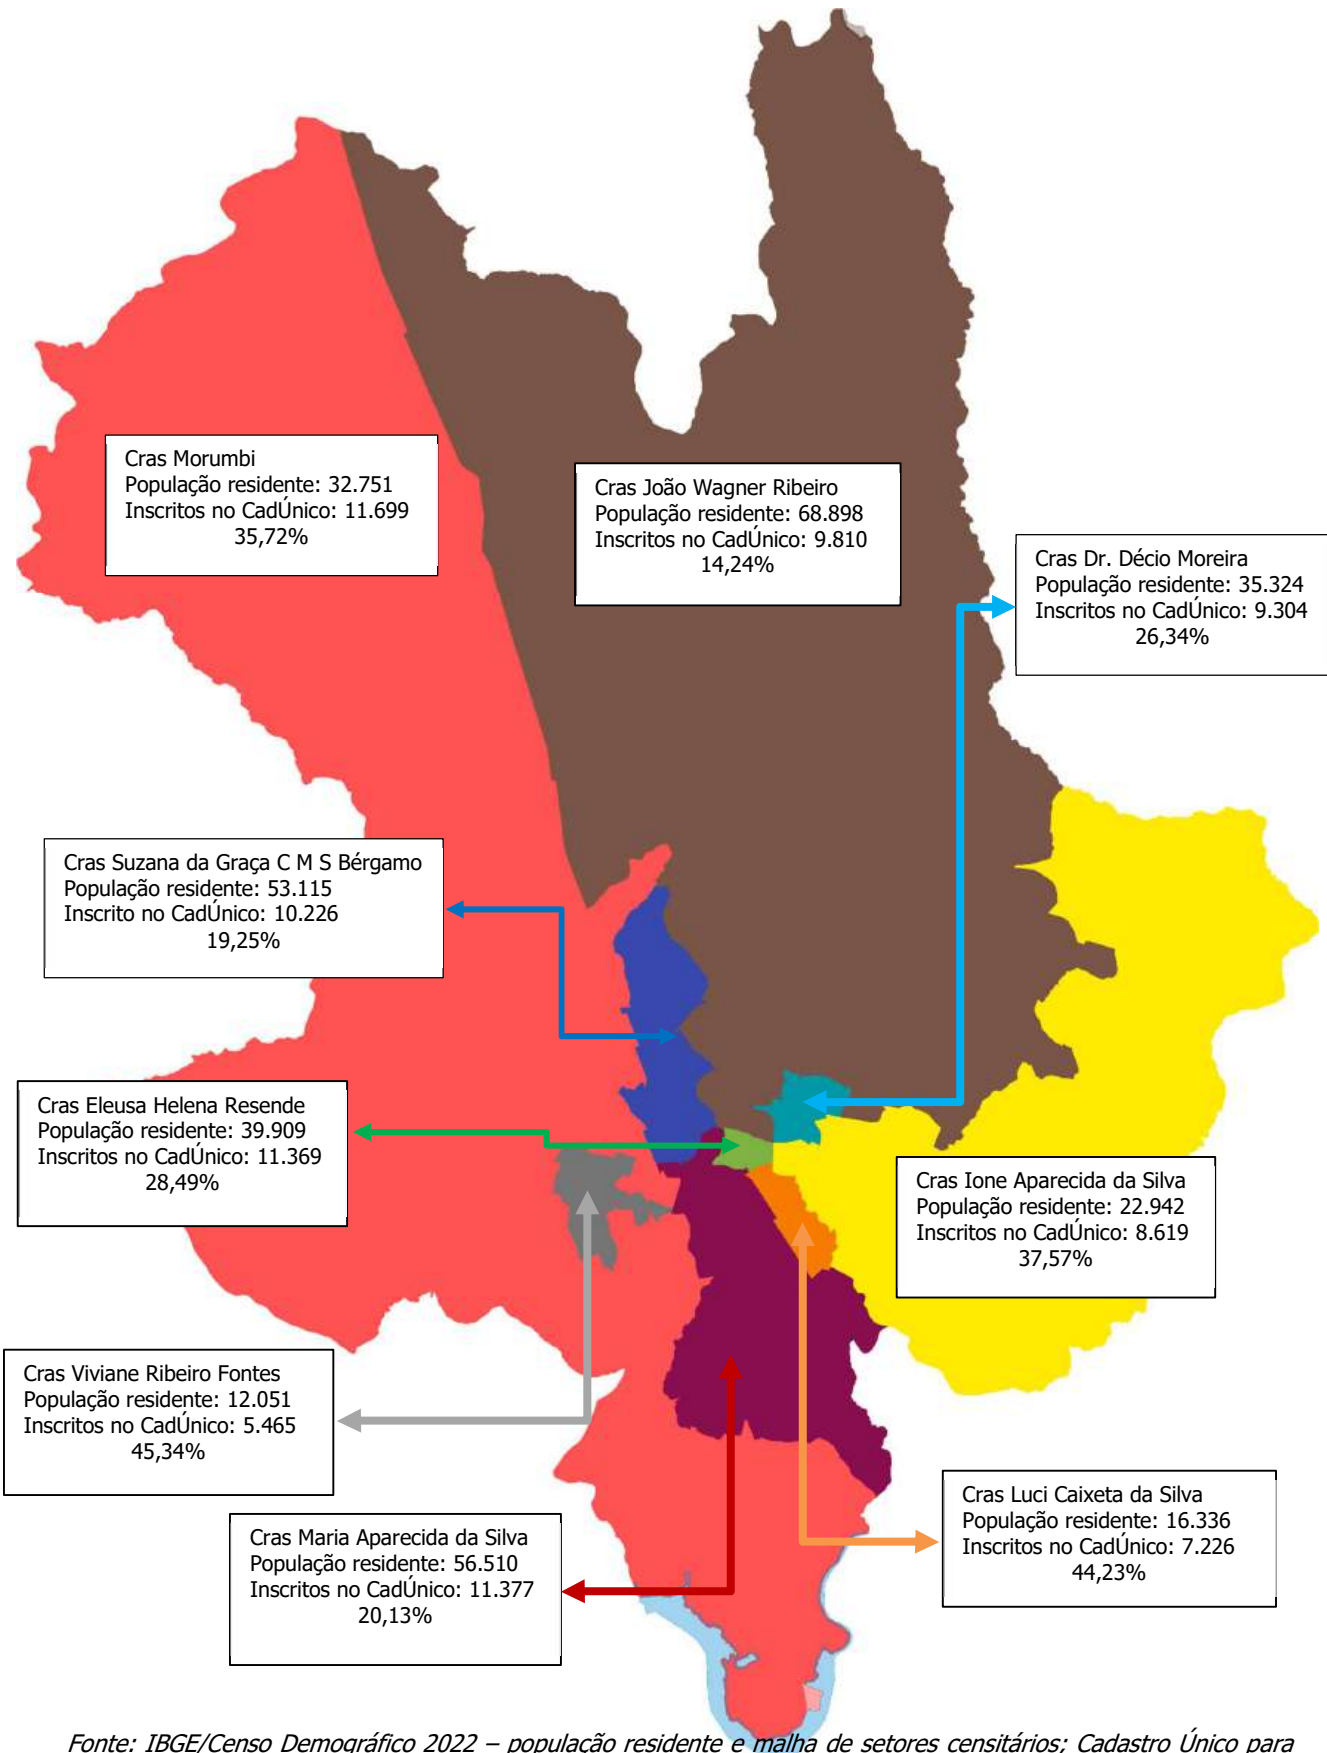 Cras Morumbi
População residente: 32.751
Inscritos no CadÚnico: 11.699
35,72%
Cras João Wagner Ribeiro
População residente: 68.898
Inscritos no CadÚnico: 9.810
14,24%
Cras Dr. Décio Moreira
População residente: 35.324
Inscritos no CadÚnico: 9.304
26,34%
Cras Suzana da Graça C M S Bérgamo
População residente: 53.115
Inscrito no CadÚnico: 10.226
19,25%
Cras Eleusa Helena Resende
População residente: 39.909
Inscritos no CadÚnico: 11.369
28,49%
Cras Ione Aparecida da Silva
População residente: 22.942
Inscritos no CadÚnico: 8.619
37,57%
Cras Viviane Ribeiro Fontes
População residente: 12.051
Inscritos no CadÚnico: 5.465
45,34%
Cras Luci Caixeta da Silva
População residente: 16.336
Inscritos no CadÚnico: 7.226
44,23%
Cras Maria Aparecida da Silva
População residente: 56.510
Inscritos no CadÚnico: 11.377
20,13%
Fonte: IBGE/Censo Demográfico 2022 – população residente e malha de setores censitários; Cadastro Único para